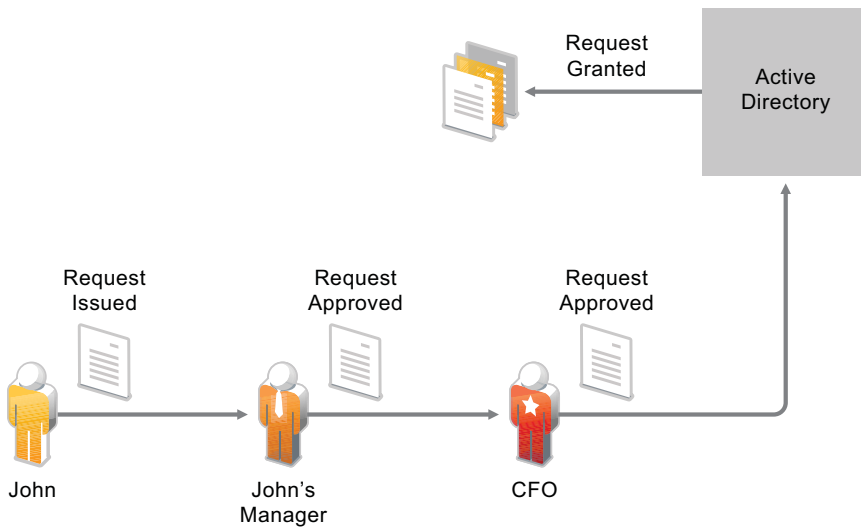 Request
Granted
Active
Directory
Request
Issued
Request
Approved
Request
Approved
John
John's
Manager
CFO